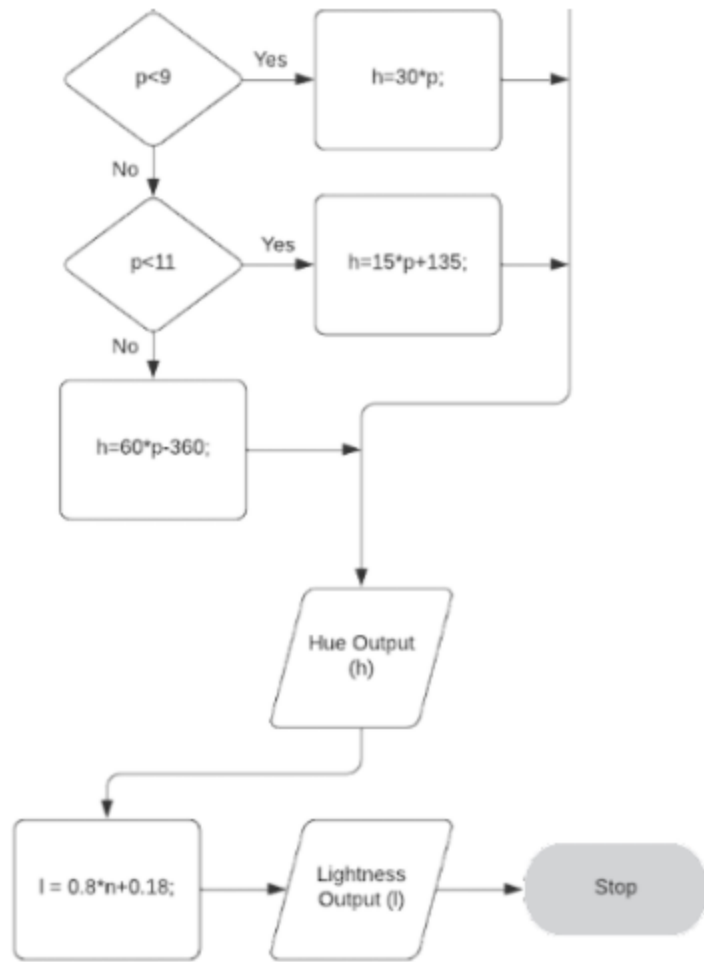 p<9
Yes
h=30*p;
No
p<11
Yes
h=15*p+135;
No
h=60*p-360;
Hue Output
(h)
l = 0.8*n+0.18;
Lightness
Output (l)
Stop